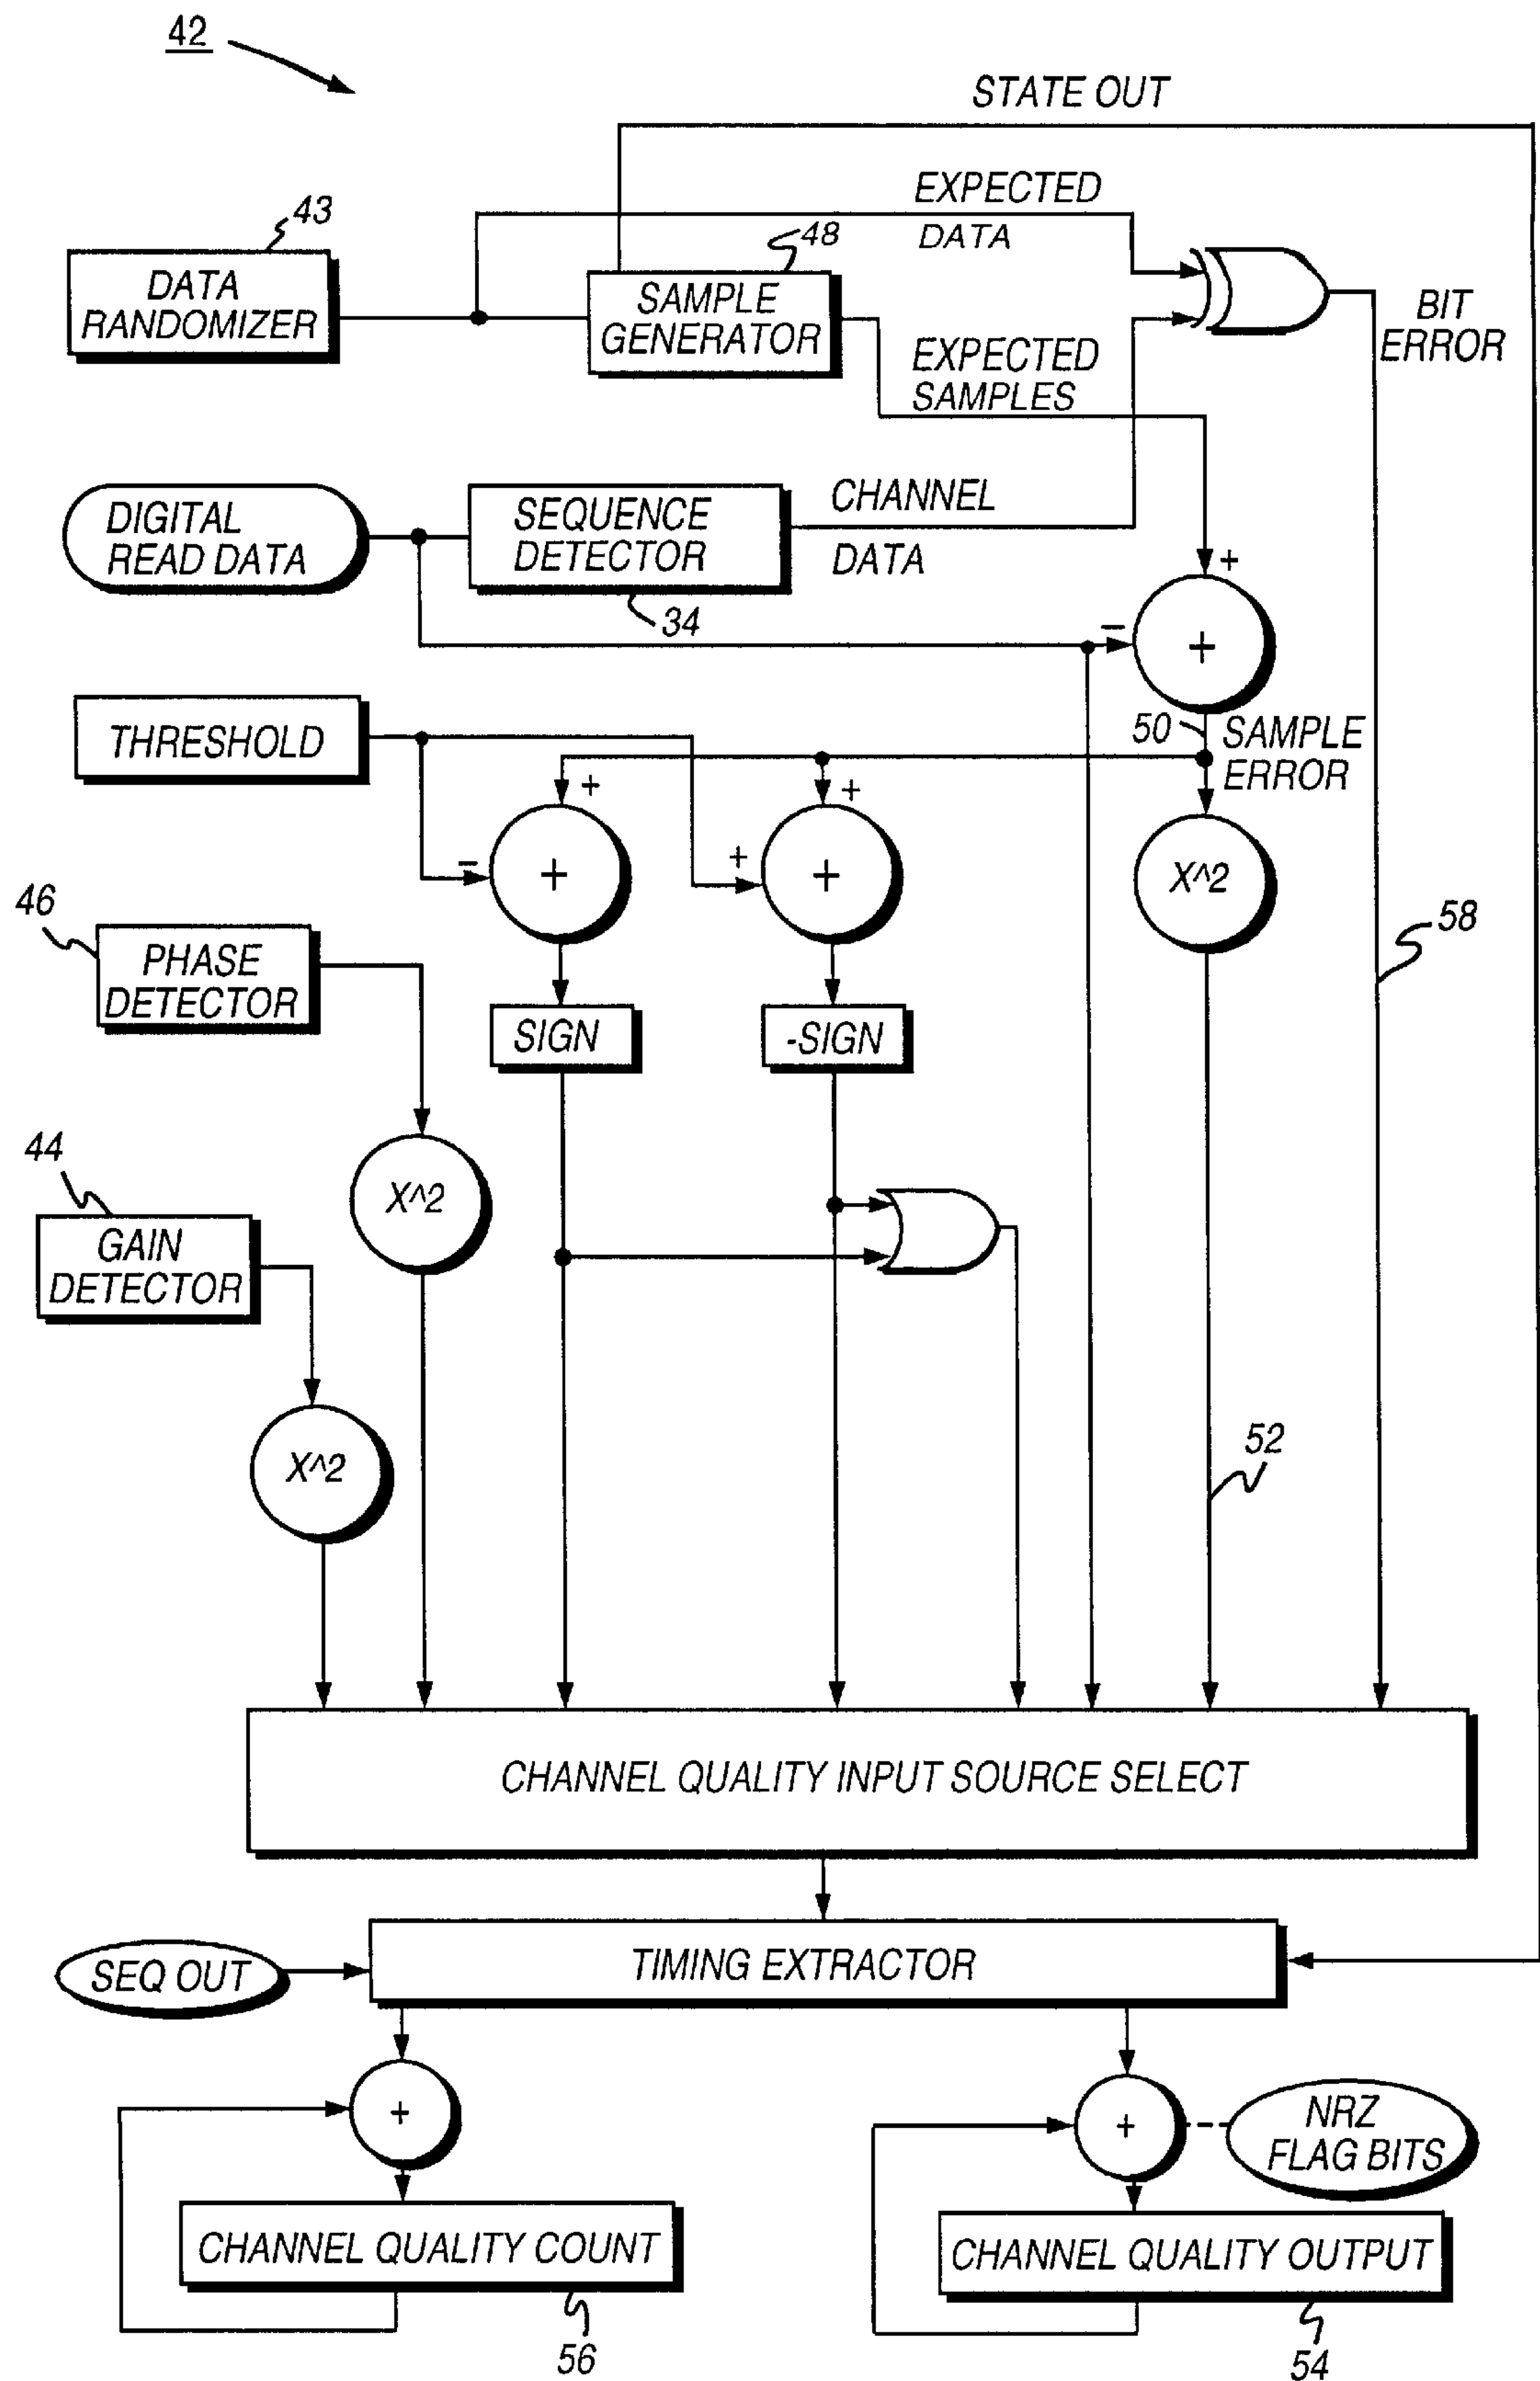 42
STATE OUT
EXPECTED
DATA
43
DATA
RANDOMIZER
48
SAMPLE
GENERATOR
BIT
ERROR
EXPECTED
SAMPLES
DIGITAL
READ DATA
SEQUENCE
DETECTOR
CHANNEL
DATA
34
+
−
+
THRESHOLD
50
SAMPLE
ERROR
+
+
−
+
+
+
X^2
46
PHASE
DETECTOR
58
SIGN
-SIGN
44
X^2
GAIN
DETECTOR
X^2
52
CHANNEL QUALITY INPUT SOURCE SELECT
SEQ OUT
TIMING EXTRACTOR
+
+
NRZ
FLAG BITS
CHANNEL QUALITY COUNT
CHANNEL QUALITY OUTPUT
56
54